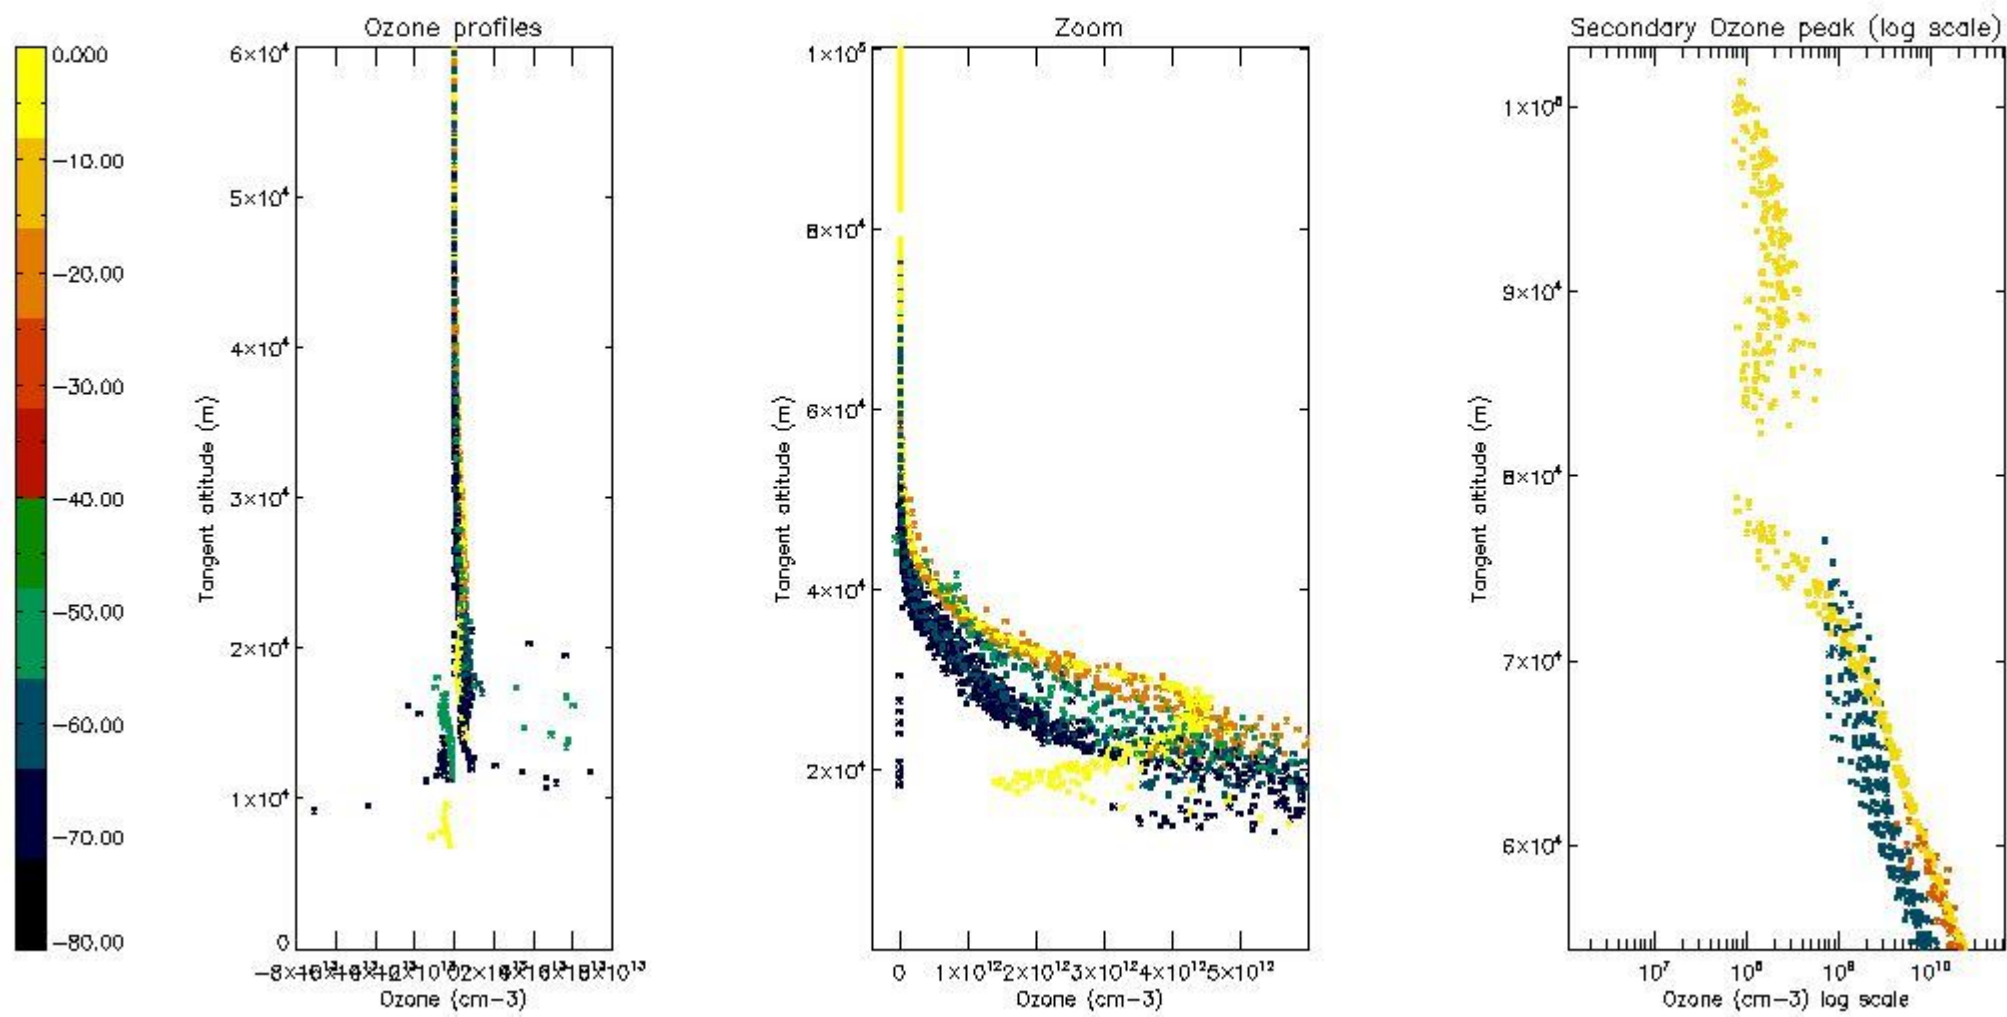 Ozone profiles
Zoom
Secondary Ozone peak (log scale)
0.000
−10.00
−20.00
−30.00
−40.00
−50.00
−60.00
−70.00
−80.00
6×10⁴
5×10⁴
4×10⁴
3×10⁴
2×10⁴
1×10⁴
0
Tangent altitude (m)
Ozone (cm−3)
1×10⁵
8×10⁴
6×10⁴
4×10⁴
2×10⁴
Tangent altitude (m)
0 1×10¹² 2×10¹² 3×10¹² 4×10¹² 5×10¹²
Ozone (cm−3)
9×10⁴
8×10⁴
7×10⁴
6×10⁴
Tangent altitude (m)
10⁷ 10⁸ 10⁹ 10¹⁰
Ozone (cm−3) log scale